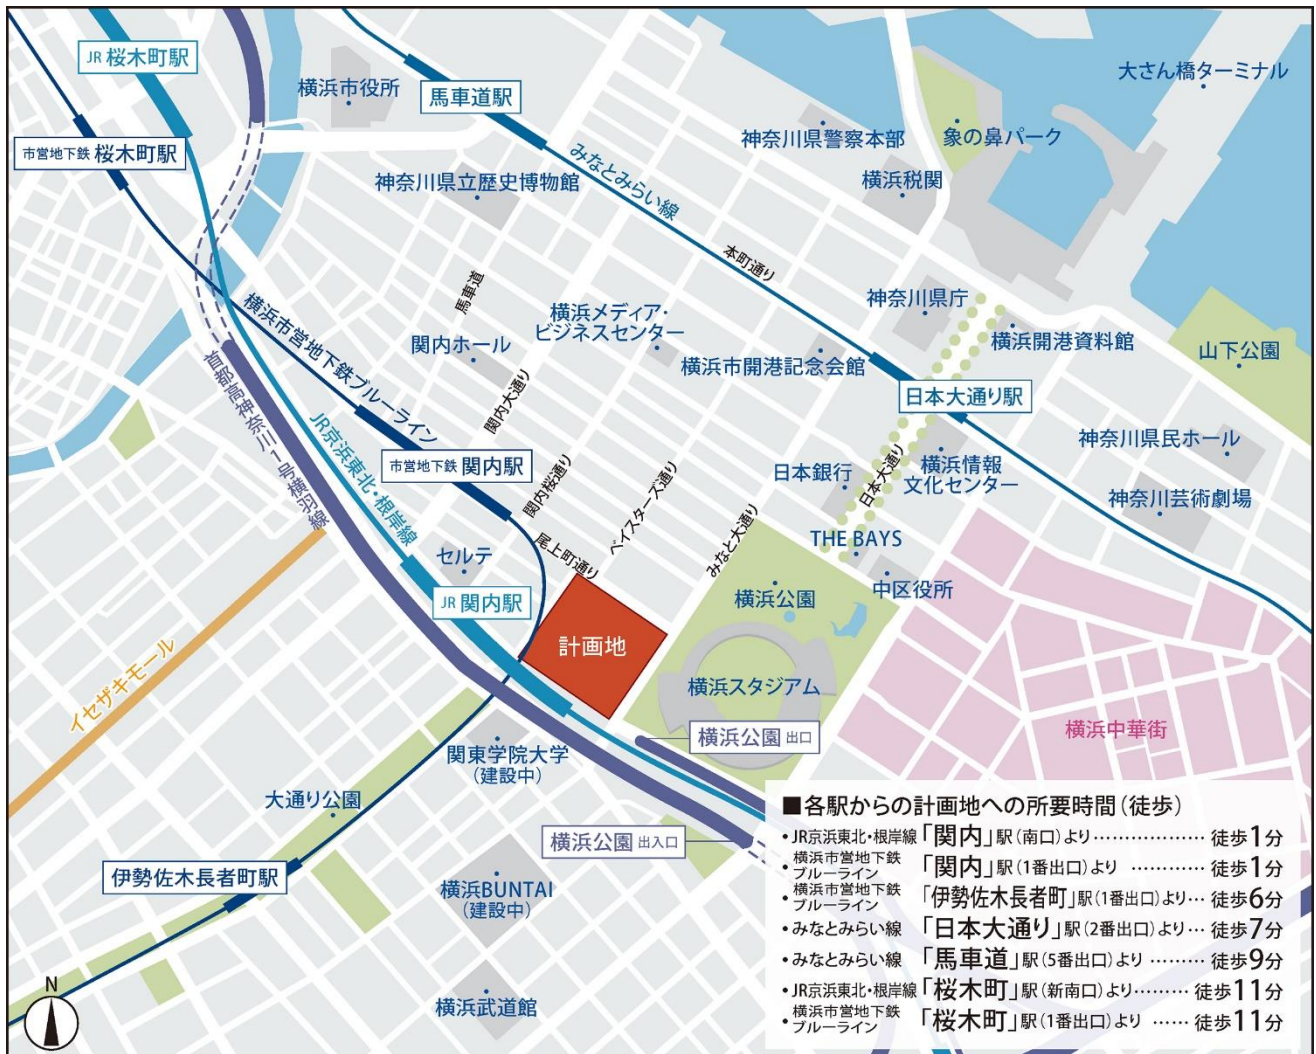 JR 桜木町駅
横浜市役所
馬車道駅
大さん橋ターミナル
市営地下鉄 桜木町駅
神奈川県警察本部
象の鼻パーク
神奈川県立歴史博物館
みなとみらい線
横浜税関
本町通り
馬車道
横浜市営地下鉄ブルーライン
横浜メディア・
ビジネスセンター
神奈川県庁
横浜開港資料館
関内ホール
横浜市開港記念会館
山下公園
首都高神奈川1号横羽線
JR京浜東北・根岸線
関内大通り
日本大通り駅
市営地下鉄 関内駅
関内桜通り
ベイスターズ通り
日本銀行
日本大通り
横浜情報
文化センター
神奈川県民ホール
神奈川芸術劇場
尾上町通り
みなと大通り
セルテ
THE BAYS
JR 関内駅
横浜公園
中区役所
計画地
イセザキモール
横浜スタジアム
横浜公園 出口
横浜中華街
関東学院大学
(建設中)
大通り公園
横浜公園 出入口
伊勢佐木長者町駅
横浜BUNTAI
(建設中)
横浜武道館
N
■各駅からの計画地への所要時間(徒歩)
・JR京浜東北・根岸線「関内」駅(南口)より………………徒歩1分
・横浜市営地下鉄ブルーライン「関内」駅(1番出口)より …………徒歩1分
・横浜市営地下鉄ブルーライン「伊勢佐木長者町」駅(1番出口)より…徒歩6分
・みなとみらい線「日本大通り」駅(2番出口)より…徒歩7分
・みなとみらい線「馬車道」駅(5番出口)より………徒歩9分
・JR京浜東北・根岸線「桜木町」駅(新南口)より………徒歩11分
・横浜市営地下鉄ブルーライン「桜木町」駅(1番出口)より ……徒歩11分